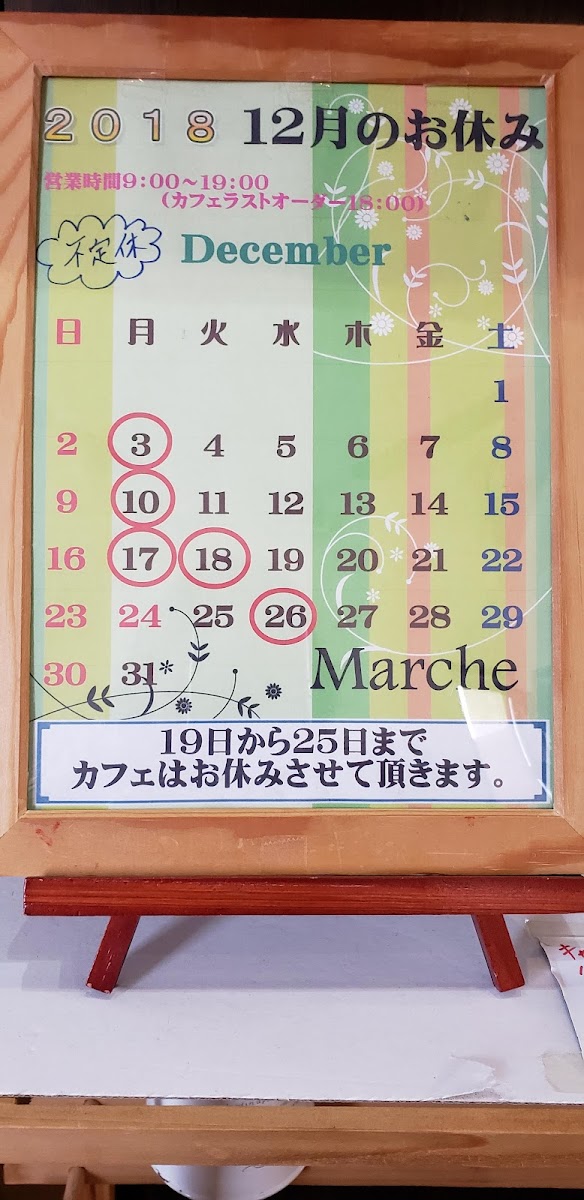 2018 12月のお休み
営業時間9:00～19:00
(カフェラストオーダー18:00)
不定休 December
日 月 火 水 木 金 土
1
2 3 4 5 6 7 8
9 10 11 12 13 14 15
16 17 18 19 20 21 22
23 24 25 26 27 28 29
30 31 Marche
19日から25日まで
カフェはお休みさせて頂きます。